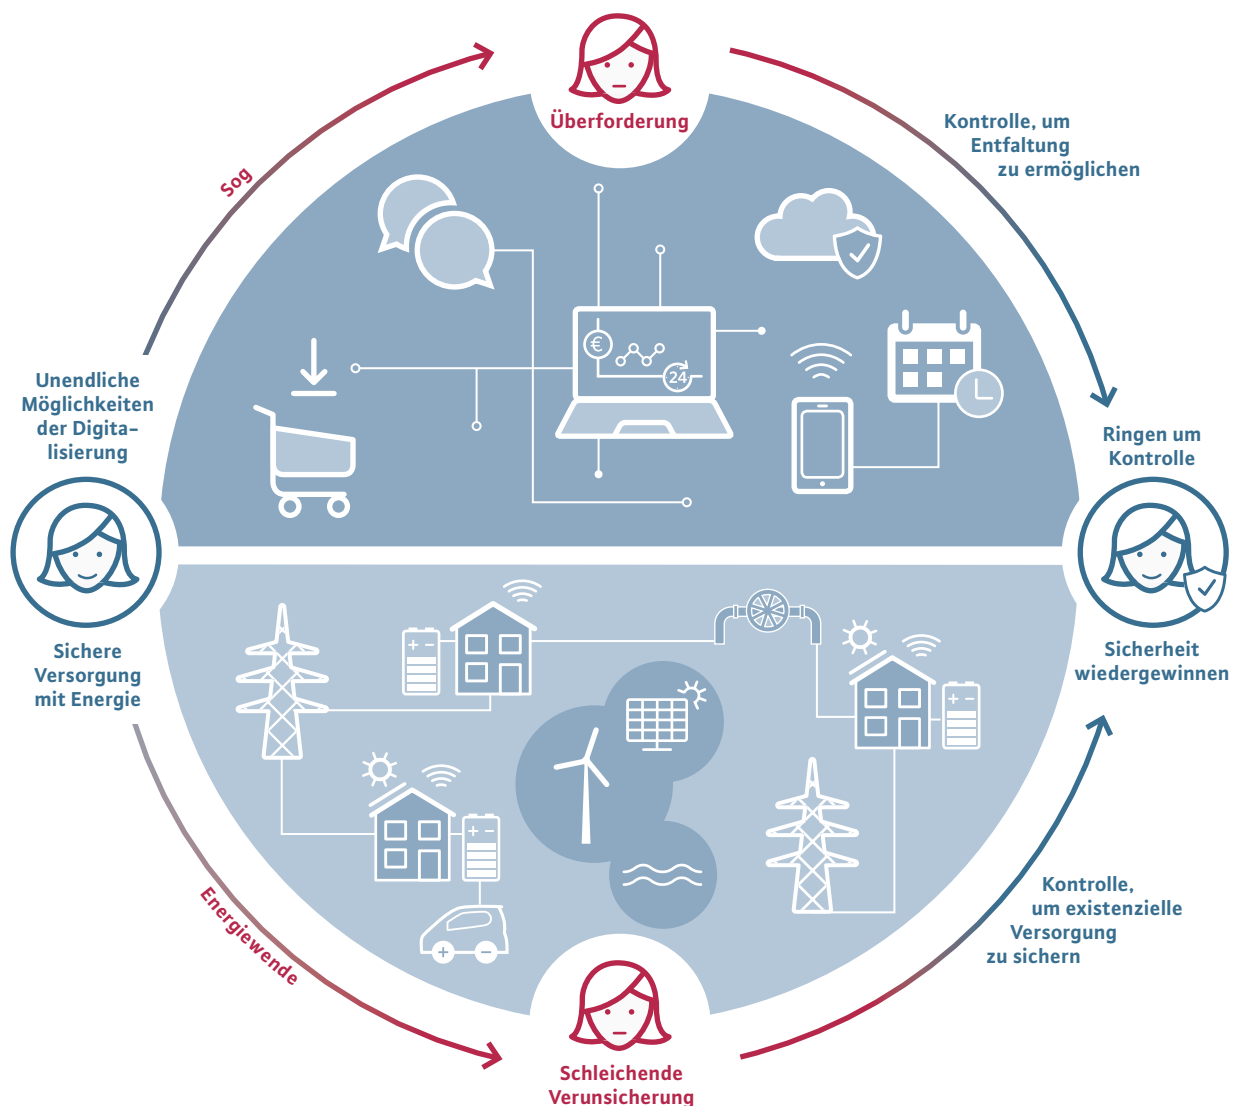 Überforderung
Sog
Kontrolle, um
Entfaltung
zu ermöglichen
€
24
Unendliche
Möglichkeiten
der Digita-
lisierung
Ringen um
Kontrolle
Sichere
Versorgung
mit Energie
Sicherheit
wiedergewinnen
+ −
+ −
+ −
+ −
Energiewende
Kontrolle,
um existenzielle
Versorgung
zu sichern
Schleichende
Verunsicherung